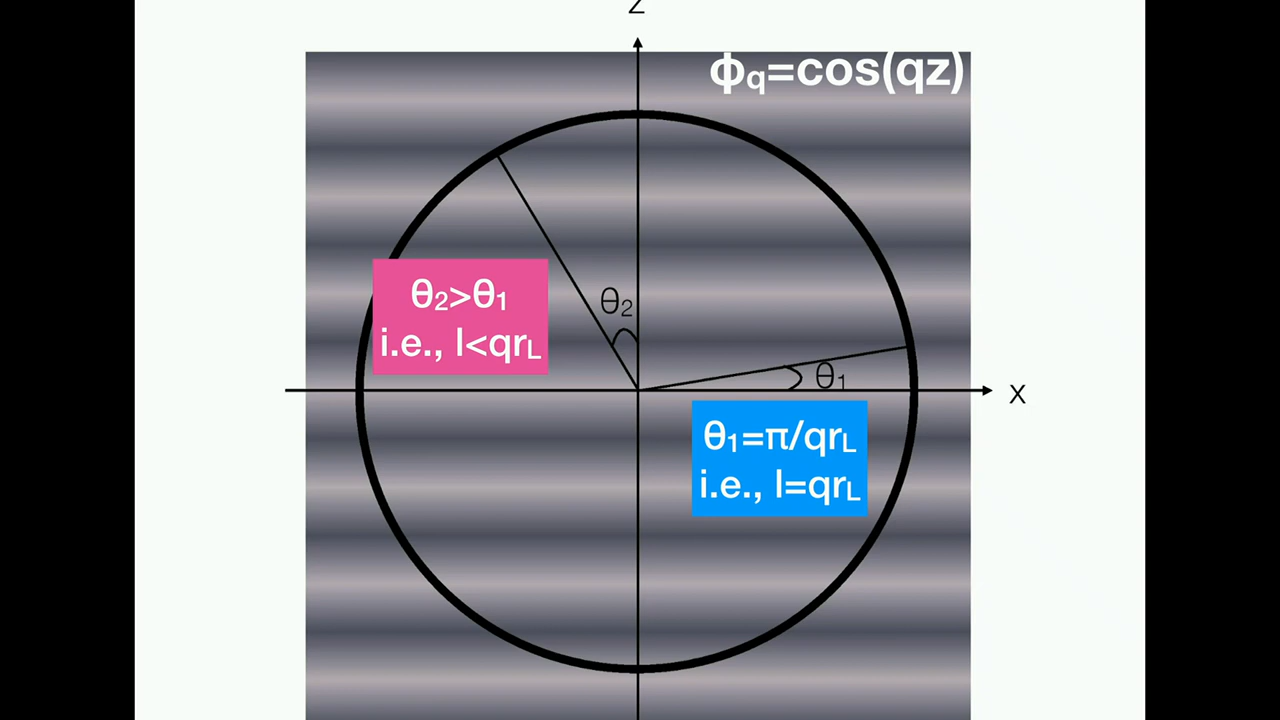 Z
ϕq=cos(qz)
θ2>θ1
i.e., l<qrL
θ2
θ1
X
θ1=π/qrL
i.e., l=qrL